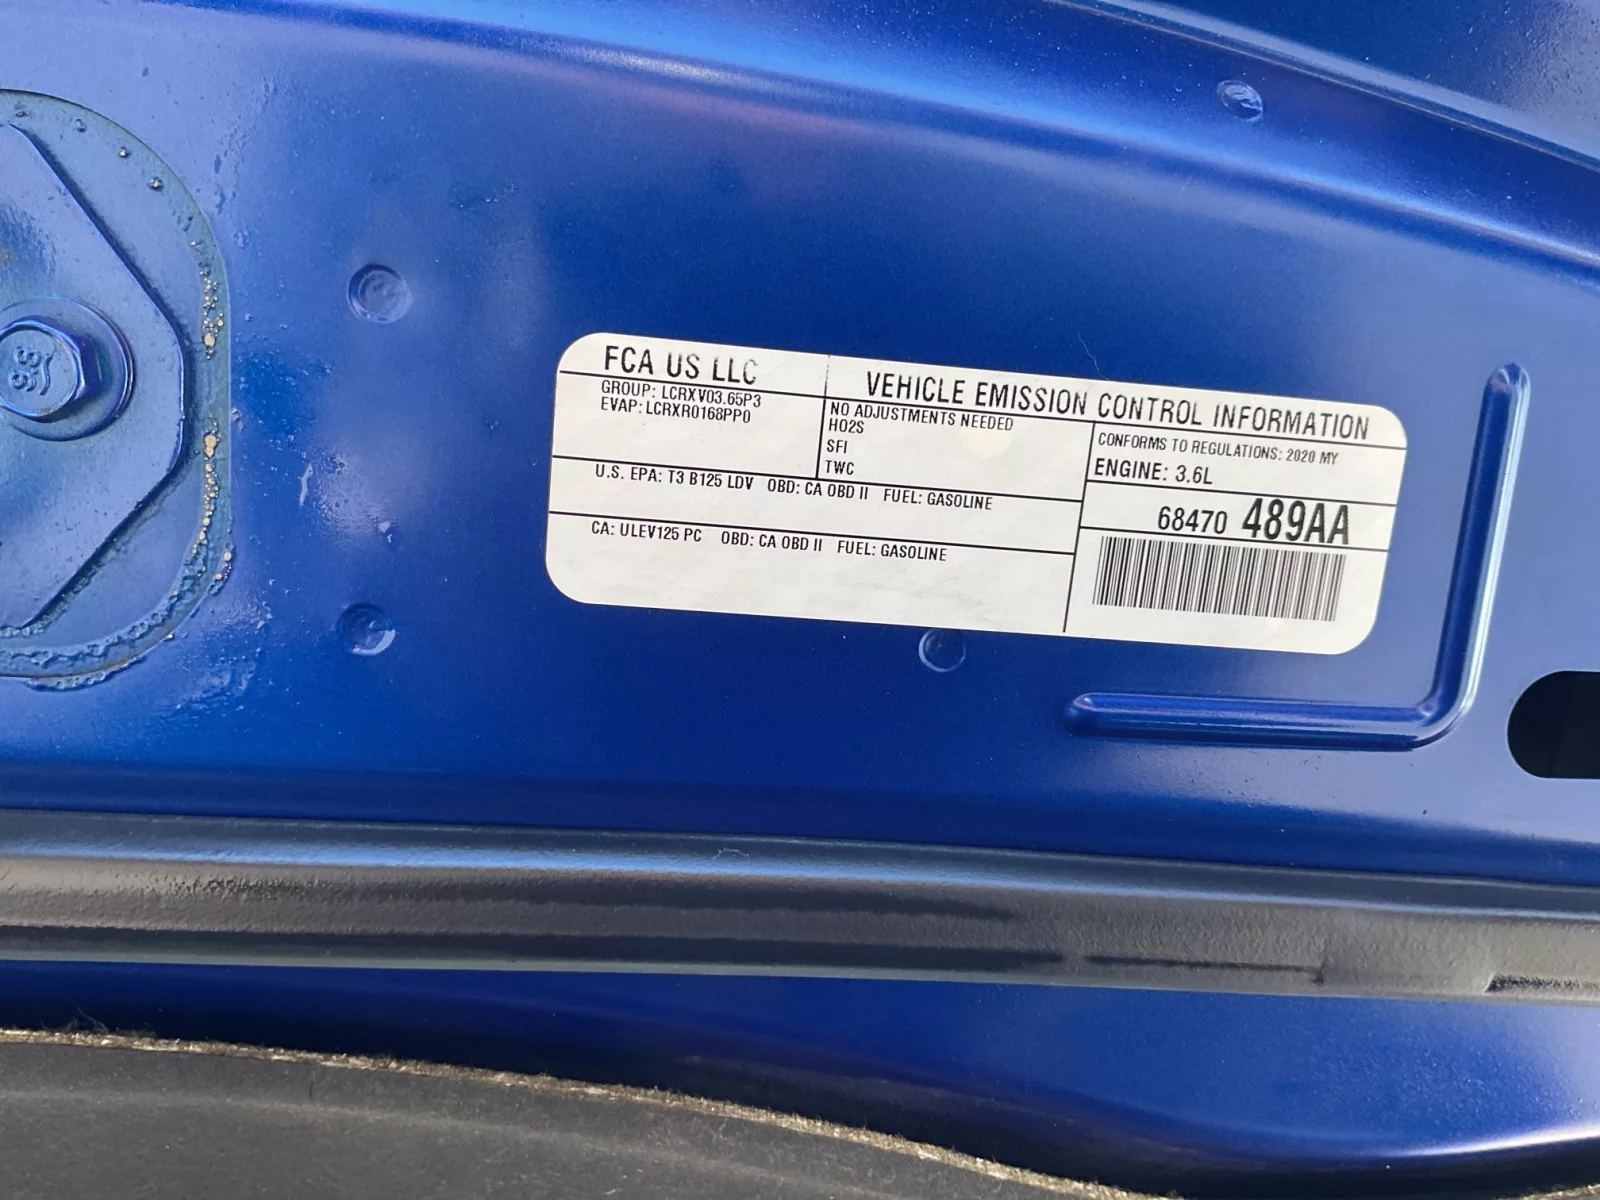 FCA US LLC
VEHICLE EMISSION CONTROL INFORMATION
GROUP: LCRXV03.65P3
EVAP: LCRXR0168PP0
NO ADJUSTMENTS NEEDED
HO2S
SFI
TWC
CONFORMS TO REGULATIONS: 2020 MY
ENGINE: 3.6L
U.S. EPA: T3 B125 LDV OBD: CA OBD II FUEL: GASOLINE
CA: ULEV125 PC OBD: CA OBD II FUEL: GASOLINE
68470 489AA
9.8